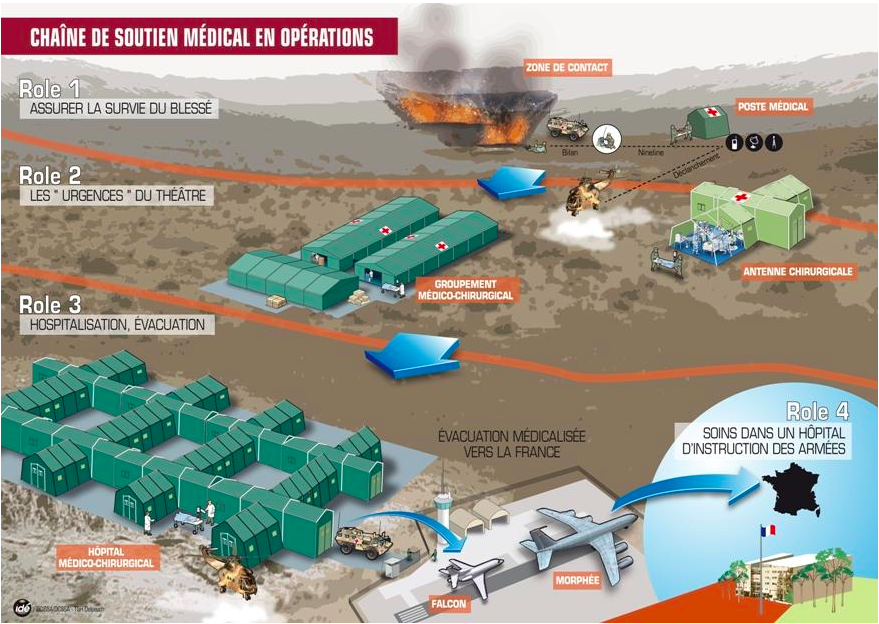 CHAÎNE DE SOUTIEN MÉDICAL EN OPÉRATIONS
ZONE DE CONTACT
Role 1
ASSURER LA SURVIE DU BLESSÉ
POSTE MÉDICAL
Bilan
Nineline
Déclanchement
Role 2
LES " URGENCES " DU THÉÂTRE
ANTENNE CHIRURGICALE
GROUPEMENT
MÉDICO-CHIRURGICAL
Role 3
HOSPITALISATION, ÉVACUATION
Role 4
SOINS DANS UN HÔPITAL
D'INSTRUCTION DES ARMÉES
ÉVACUATION MÉDICALISÉE
VERS LA FRANCE
HÔPITAL
MÉDICO-CHIRURGICAL
MORPHÉE
FALCON
idé